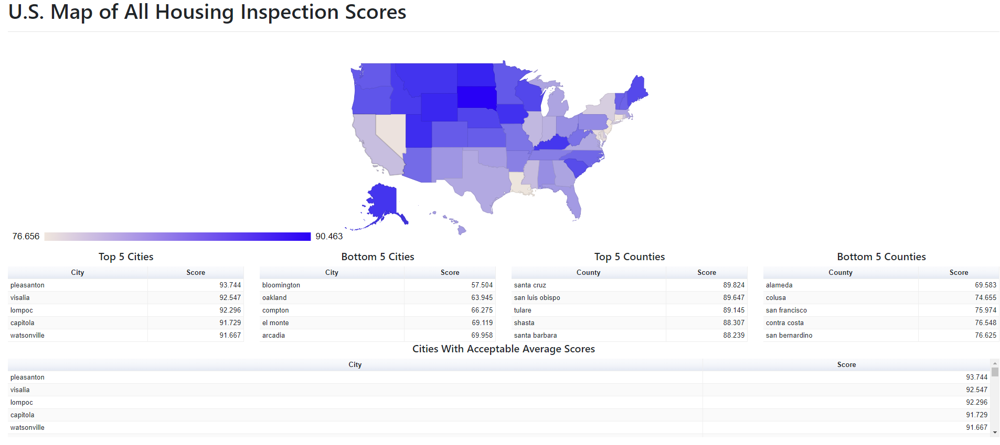 U.S. Map of All Housing Inspection Scores
76.656 90.463
Top 5 Cities
City Score
pleasanton 93.744
visalia 92.547
lompoc 92.296
capitola 91.729
watsonville 91.667
Bottom 5 Cities
City Score
bloomington 57.504
oakland 63.945
compton 66.275
el monte 69.119
arcadia 69.958
Top 5 Counties
County Score
santa cruz 89.824
san luis obispo 89.647
tulare 89.145
shasta 88.307
santa barbara 88.239
Bottom 5 Counties
County Score
alameda 69.583
colusa 74.655
san francisco 75.974
contra costa 76.548
san bernardino 76.625
Cities With Acceptable Average Scores
City Score
pleasanton 93.744
visalia 92.547
lompoc 92.296
capitola 91.729
watsonville 91.667